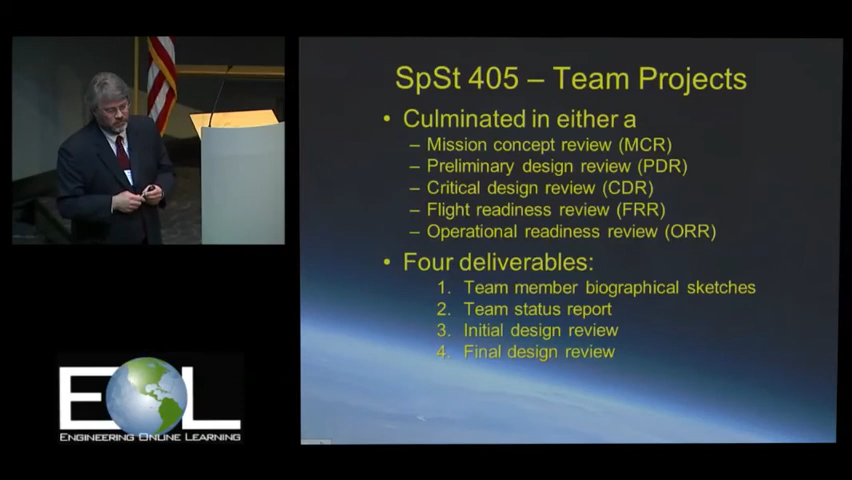 SpSt 405 – Team Projects
• Culminated in either a
– Mission concept review (MCR)
– Preliminary design review (PDR)
– Critical design review (CDR)
– Flight readiness review (FRR)
– Operational readiness review (ORR)
• Four deliverables:
1. Team member biographical sketches
2. Team status report
3. Initial design review
4. Final design review
EOL
ENGINEERING ONLINE LEARNING